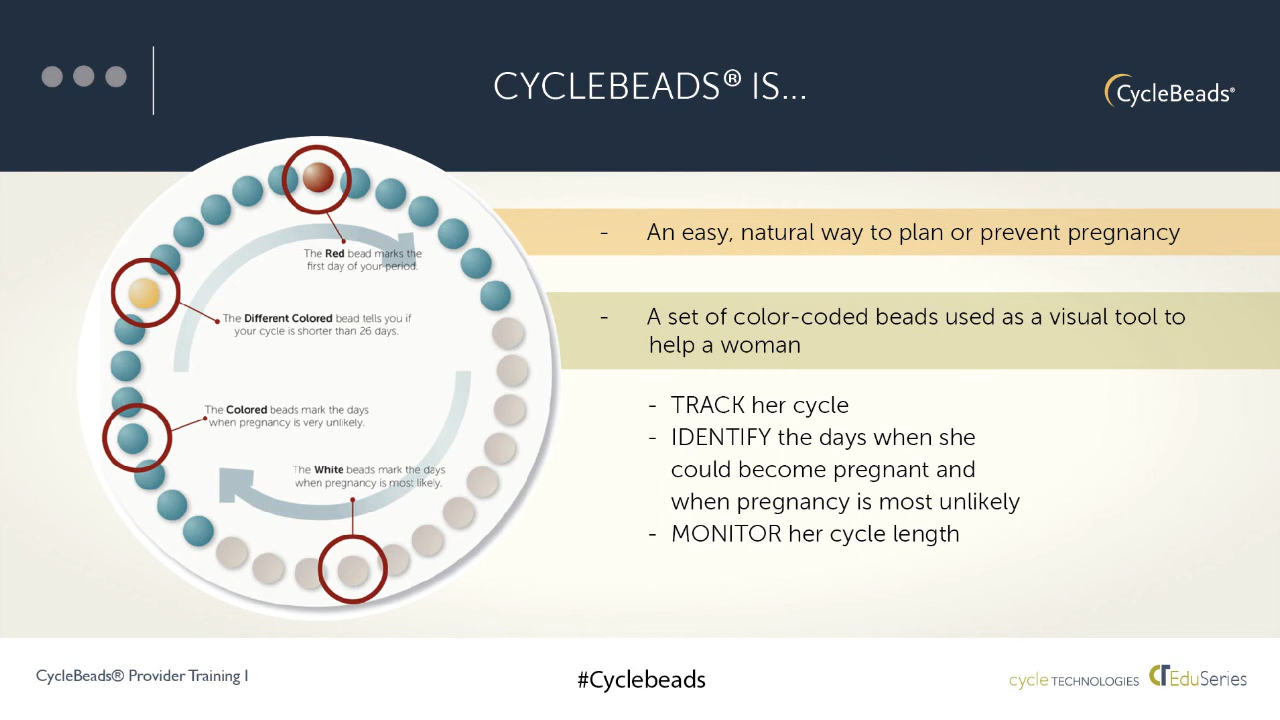 CYCLEBEADS® IS...
CycleBeads®
The Red bead marks the
first day of your period.
The Different Colored bead tells you if
your cycle is shorter than 26 days.
The Colored beads mark the days
when pregnancy is very unlikely.
The White beads mark the days
when pregnancy is most likely.
- An easy, natural way to plan or prevent pregnancy
- A set of color-coded beads used as a visual tool to
help a woman
- TRACK her cycle
- IDENTIFY the days when she
could become pregnant and
when pregnancy is most unlikely
- MONITOR her cycle length
CycleBeads® Provider Training I
#Cyclebeads
cycle TECHNOLOGIES
CT EduSeries